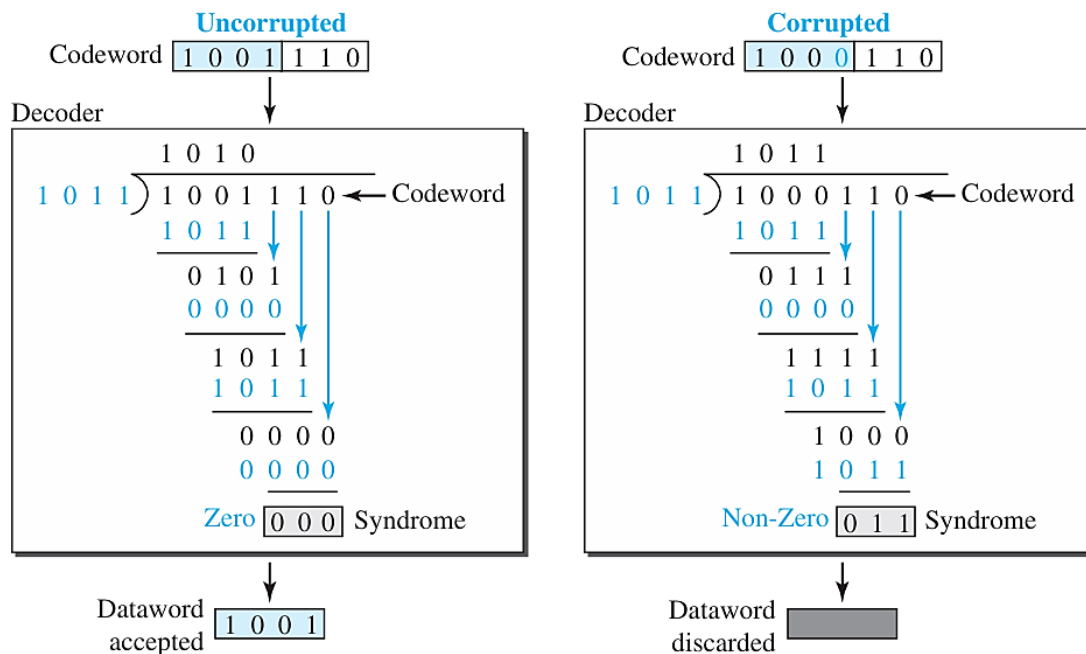 Uncorrupted
Codeword 1 0 0 1 1 1 0
Decoder
1 0 1 0
1 0 1 1 ) 1 0 0 1 1 1 0 Codeword
1 0 1 1
0 1 0 1
0 0 0 0
1 0 1 1
1 0 1 1
0 0 0 0
0 0 0 0
Zero 0 0 0 Syndrome
Dataword
accepted 1 0 0 1
Corrupted
Codeword 1 0 0 0 1 1 0
Decoder
1 0 1 1
1 0 1 1 ) 1 0 0 0 1 1 0 Codeword
1 0 1 1
0 1 1 1
0 0 0 0
1 1 1 1
1 0 1 1
1 0 0 0
1 0 1 1
Non-Zero 0 1 1 Syndrome
Dataword
discarded